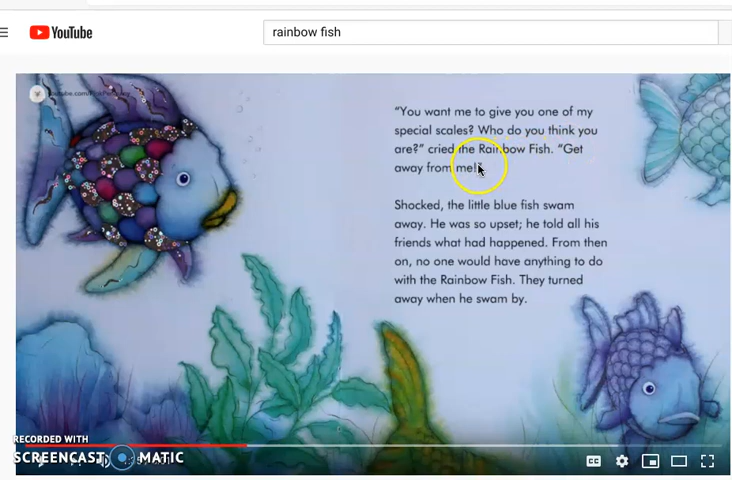 YouTube
rainbow fish
"You want me to give you one of my
special scales? Who do you think you
are?" cried the Rainbow Fish. "Get
away from me!"
Shocked, the little blue fish swam
away. He was so upset; he told all his
friends what had happened. From then
on, no one would have anything to do
with the Rainbow Fish. They turned
away when he swam by.
RECORDED WITH
SCREENCAST MATIC
CC